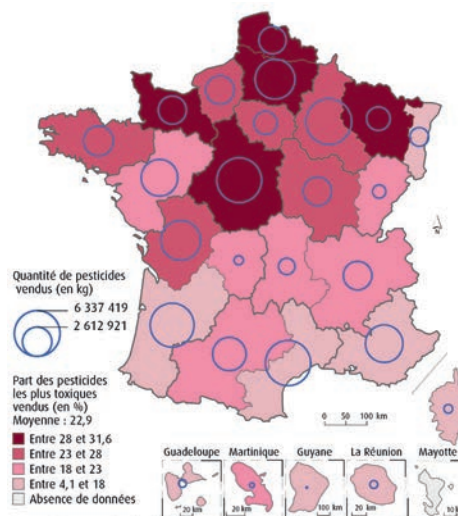 Quantité de pesticides
vendus (en kg)
6 337 419
2 612 921
Part des pesticides
les plus toxiques
vendus (en %)
Moyenne : 22,9
Entre 28 et 31,6
Entre 23 et 28
Entre 18 et 23
Entre 4,1 et 18
Absence de données
0 50 100 km
Guadeloupe
Martinique
Guyane
La Réunion
Mayotte
20 km
20 km
100 km
20 km
10 km